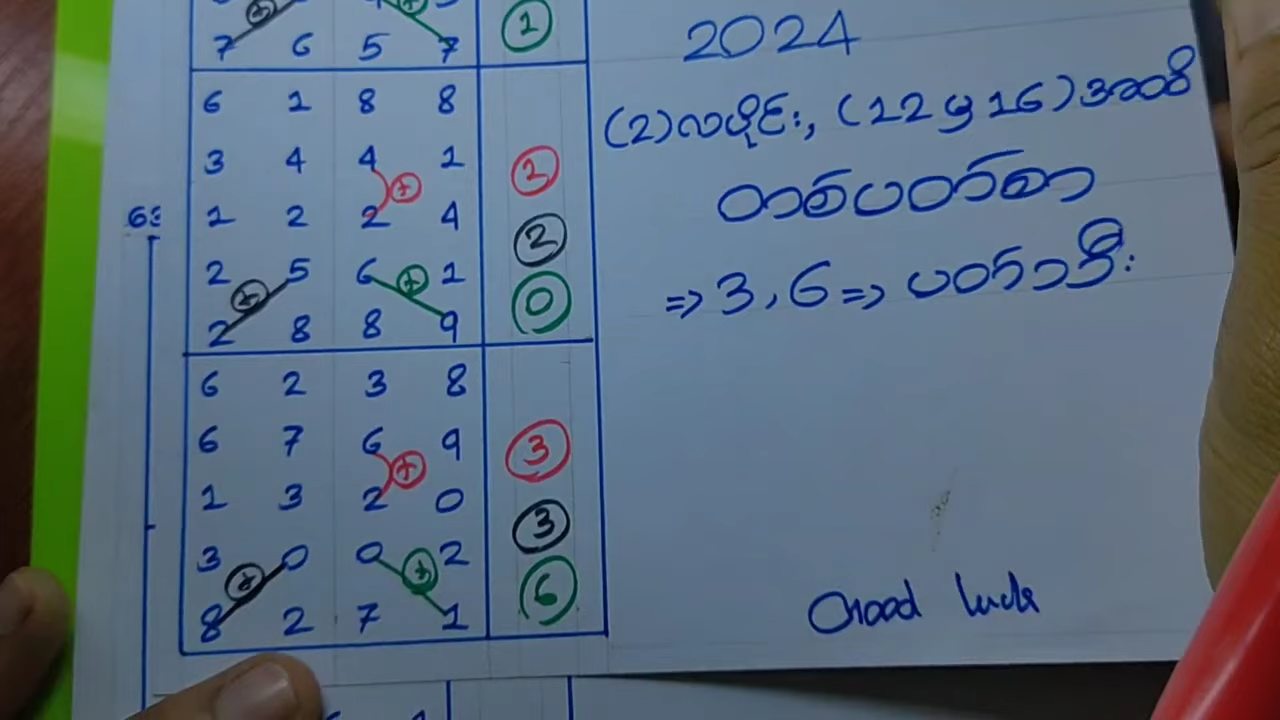 7 6 5 7 1
6 1 8 8
3 4 4 1 2
1 2 2 4 2
2 5 6 1 0
2 8 8 9
6 2 3 8
6 7 6 9 3
1 3 2 0 3
3 0 0 2 6
8 2 7 1
63
2024
(2)လပိုင်း, (12 မှ 16) အထိ
တစ်ပတ်စာ
⇒ 3, 6 ⇒ ပတ်သီး
Good luck